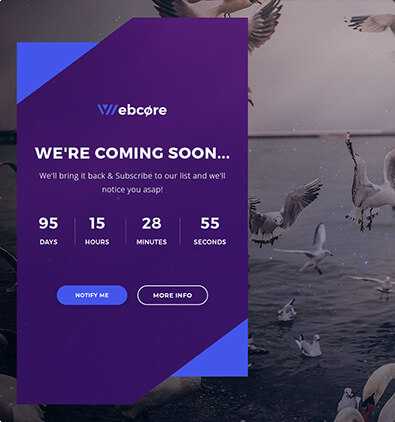 Webcøre
WE'RE COMING SOON...
We'll bring it back & Subscribe to our list and we'll
notice you asap!
95 15 28 55
DAYS HOURS MINUTES SECONDS
NOTIFY ME MORE INFO